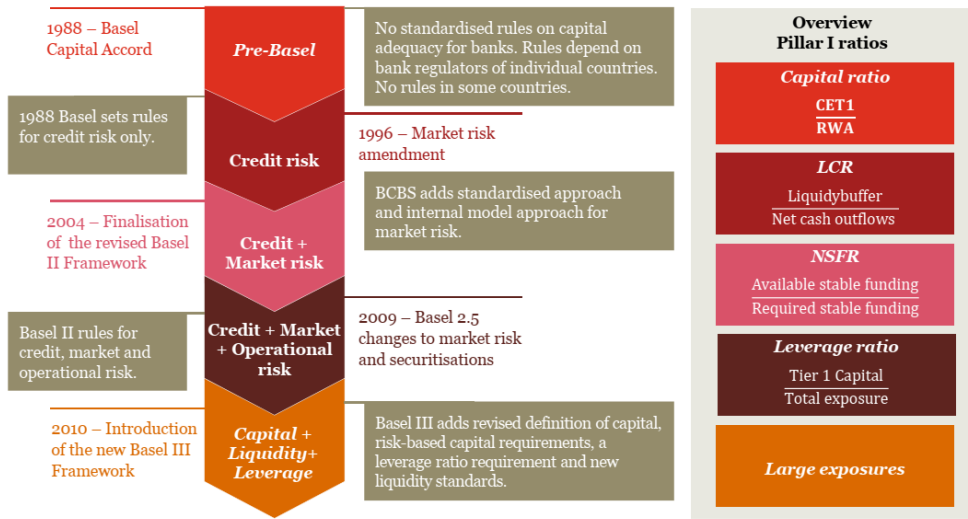 1988 – Basel
Capital Accord
Pre-Basel
No standardised rules on capital
adequacy for banks. Rules depend on
bank regulators of individual countries.
No rules in some countries.
1988 Basel sets rules
for credit risk only.
Credit risk
1996 – Market risk
amendment
BCBS adds standardised approach
and internal model approach for
market risk.
2004 – Finalisation
of the revised Basel
II Framework
Credit +
Market risk
Basel II rules for
credit, market and
operational risk.
Credit + Market
+ Operational
risk
2009 – Basel 2.5
changes to market risk
and securitisations
2010 – Introduction
of the new Basel III
Framework
Capital +
Liquidity+
Leverage
Basel III adds revised definition of capital,
risk-based capital requirements, a
leverage ratio requirement and new
liquidity standards.
Overview
Pillar I ratios
Capital ratio
CET1
RWA
LCR
Liquidybuffer
Net cash outflows
NSFR
Available stable funding
Required stable funding
Leverage ratio
Tier 1 Capital
Total exposure
Large exposures